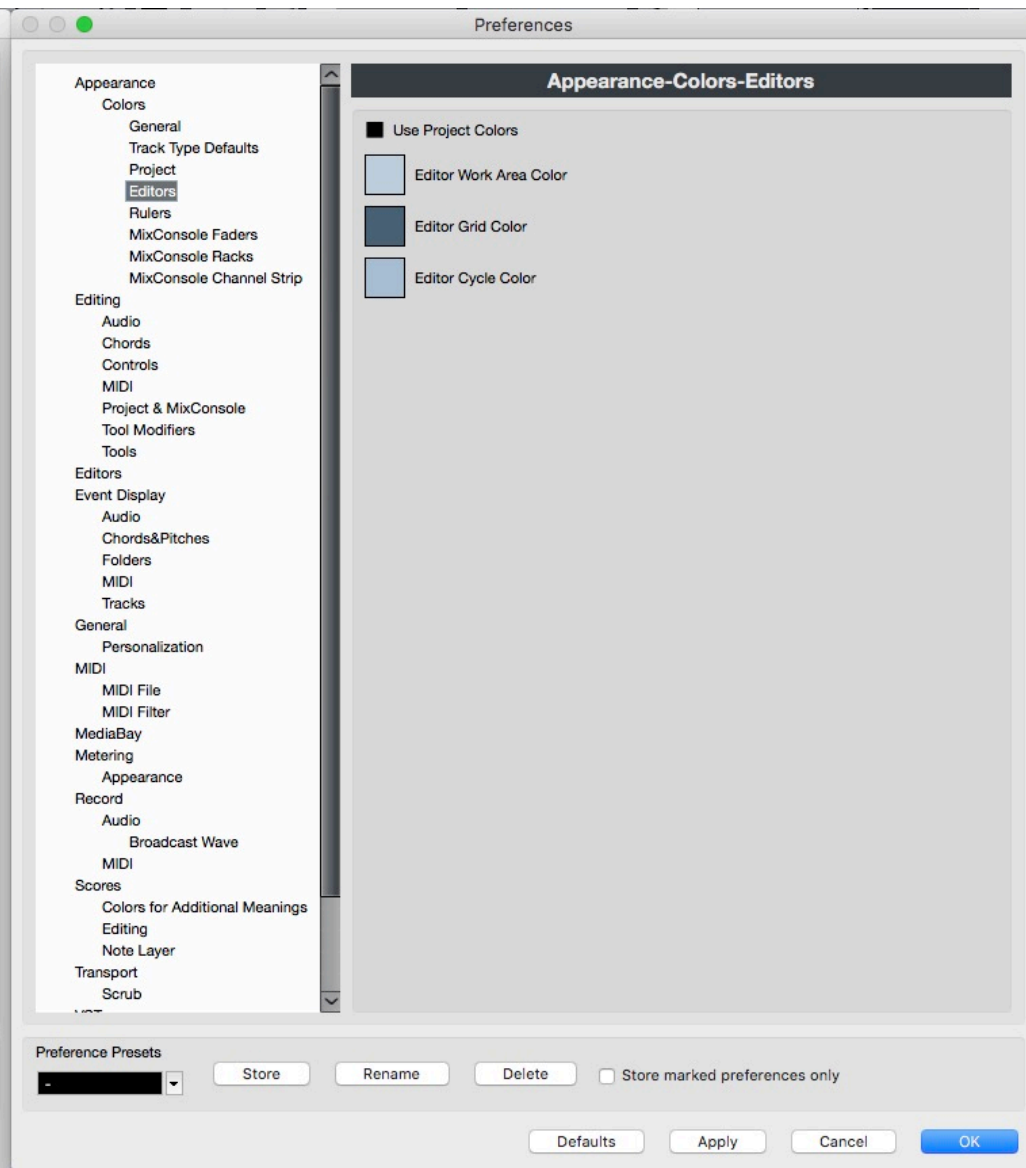 Preferences
Appearance
Colors
General
Track Type Defaults
Project
Editors
Rulers
MixConsole Faders
MixConsole Racks
MixConsole Channel Strip
Editing
Audio
Chords
Controls
MIDI
Project & MixConsole
Tool Modifiers
Tools
Editors
Event Display
Audio
Chords&Pitches
Folders
MIDI
Tracks
General
Personalization
MIDI
MIDI File
MIDI Filter
MediaBay
Metering
Appearance
Record
Audio
Broadcast Wave
MIDI
Scores
Colors for Additional Meanings
Editing
Note Layer
Transport
Scrub
Appearance-Colors-Editors
Use Project Colors
Editor Work Area Color
Editor Grid Color
Editor Cycle Color
Preference Presets
-
Store
Rename
Delete
Store marked preferences only
Defaults
Apply
Cancel
OK